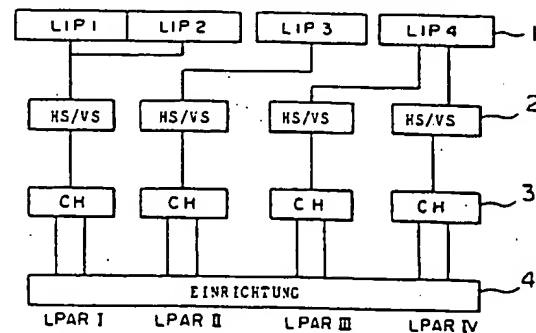 LIP 1 LIP 2 LIP 3 LIP 4 1
HS/VS HS/VS HS/VS HS/VS 2
CH CH CH CH 3
EINRICHTUNG 4
LPAR I LPAR II LPAR III LPAR IV